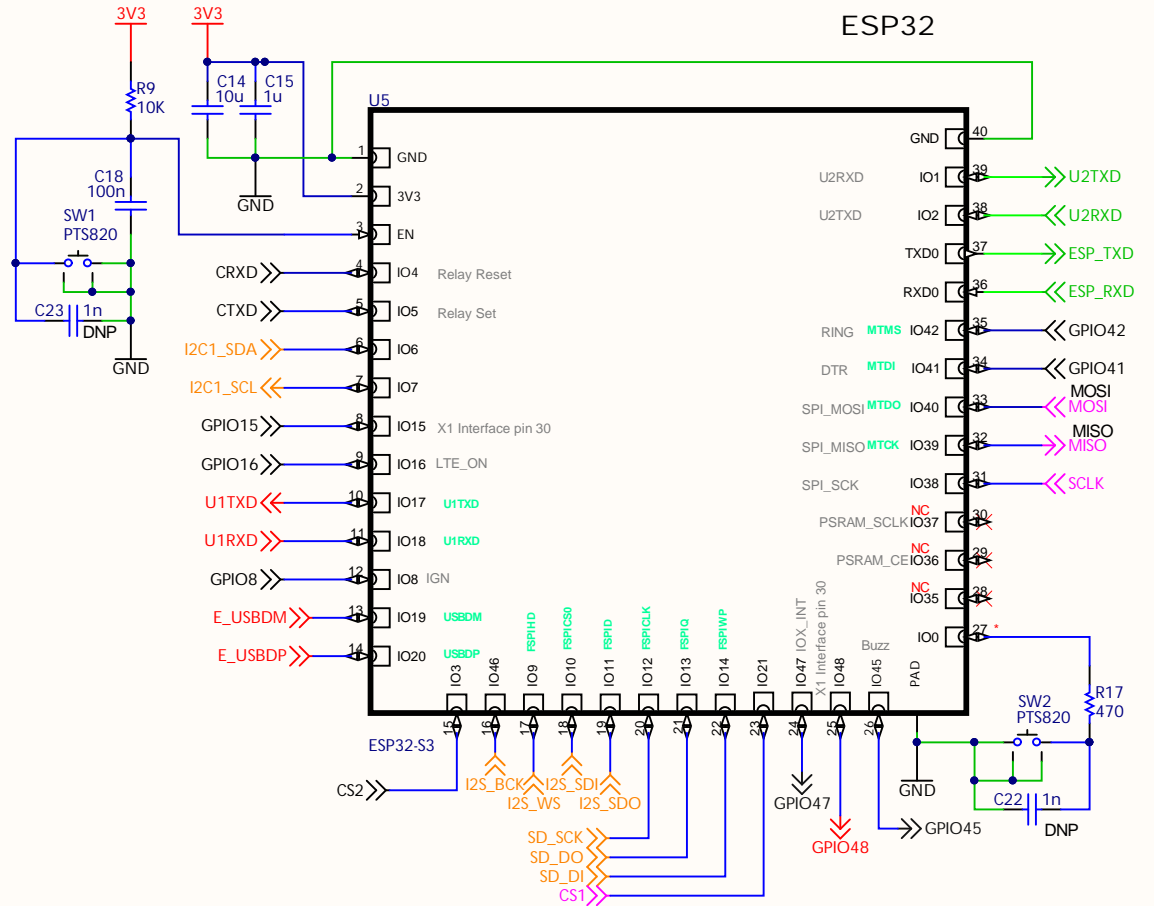 ESP32
3V3
3V3
R9
10K
C14
10u
C15
1u
C18
100n
SW1
PTS820
C23 1n
DNP
GND
GND
U5
1 GND
2 3V3
3 EN
CRXD 4 IO4 Relay Reset
CTXD 5 IO5 Relay Set
I2C1_SDA 6 IO6
I2C1_SCL 7 IO7
GPIO15 8 IO15 X1 Interface pin 30
GPIO16 9 IO16 LTE_ON
U1TXD 10 IO17 U1TXD
U1RXD 11 IO18 U1RXD
GPIO8 12 IO8 IGN
E_USBDM 13 IO19 USBDM
E_USBDP 14 IO20 USBDP
GND 40
U2RXD IO1 39 U2TXD
U2TXD IO2 38 U2RXD
TXD0 37 ESP_TXD
RXD0 36 ESP_RXD
RING MTMS IO42 35 GPIO42
DTR MTDI IO41 34 GPIO41
MOSI
SPI_MOSI MTDO IO40 33 MOSI
MISO
SPI_MISO MTCK IO39 32 MISO
SPI_SCK IO38 31 SCLK
NC
PSRAM_SCLK IO37 30
NC
PSRAM_CE IO36 29
NC
IO35 28
IO0 27 *
Buzz
IO3 15
IO46 16
FSPIHD IO9 17
FSPICS0 IO10 18
FSPID IO11 19
FSPICLK IO12 20
FSPIQ IO13 21
FSPIWP IO14 22
IO21 23
IOX_INT IO47 24
X1 Interface pin 30 IO48 25
IO45 26
PAD
ESP32-S3
CS2
I2S_BCK
I2S_WS
I2S_SDI
I2S_SDO
SD_SCK
SD_DO
SD_DI
CS1
GPIO47
GPIO48
GPIO45
GND
R17
470
SW2
PTS820
C22 1n
DNP